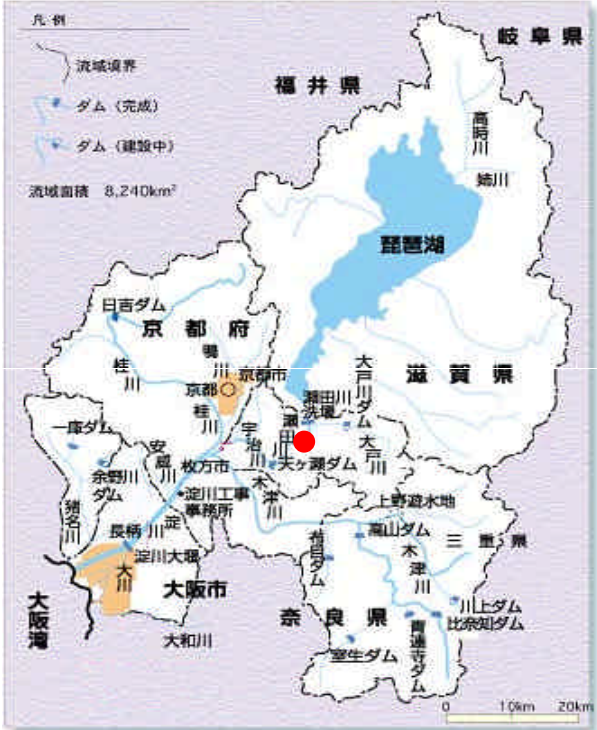 凡例
流域境界
ダム（完成）
ダム（建設中）
流域面積 8,240km²
岐阜県
福井県
高時川
姉川
琵琶湖
日吉ダム
京都府
鴨川
桂川
京都市
京都
桂川
滋賀県
大戸川ダム
瀬田川洗堰
瀬田川
大戸川
宇治川
天ヶ瀬ダム
一庫ダム
安威川
余野川ダム
枚方市
木津川
淀川工事事務所
猪名川
長柄
淀川
淀川大堰
大川
大阪市
大阪湾
大和川
上野遊水地
高山ダム
三重県
布目ダム
木津川
川上ダム
比奈知ダム
奈良県
青蓮寺ダム
室生ダム
0 10km 20km